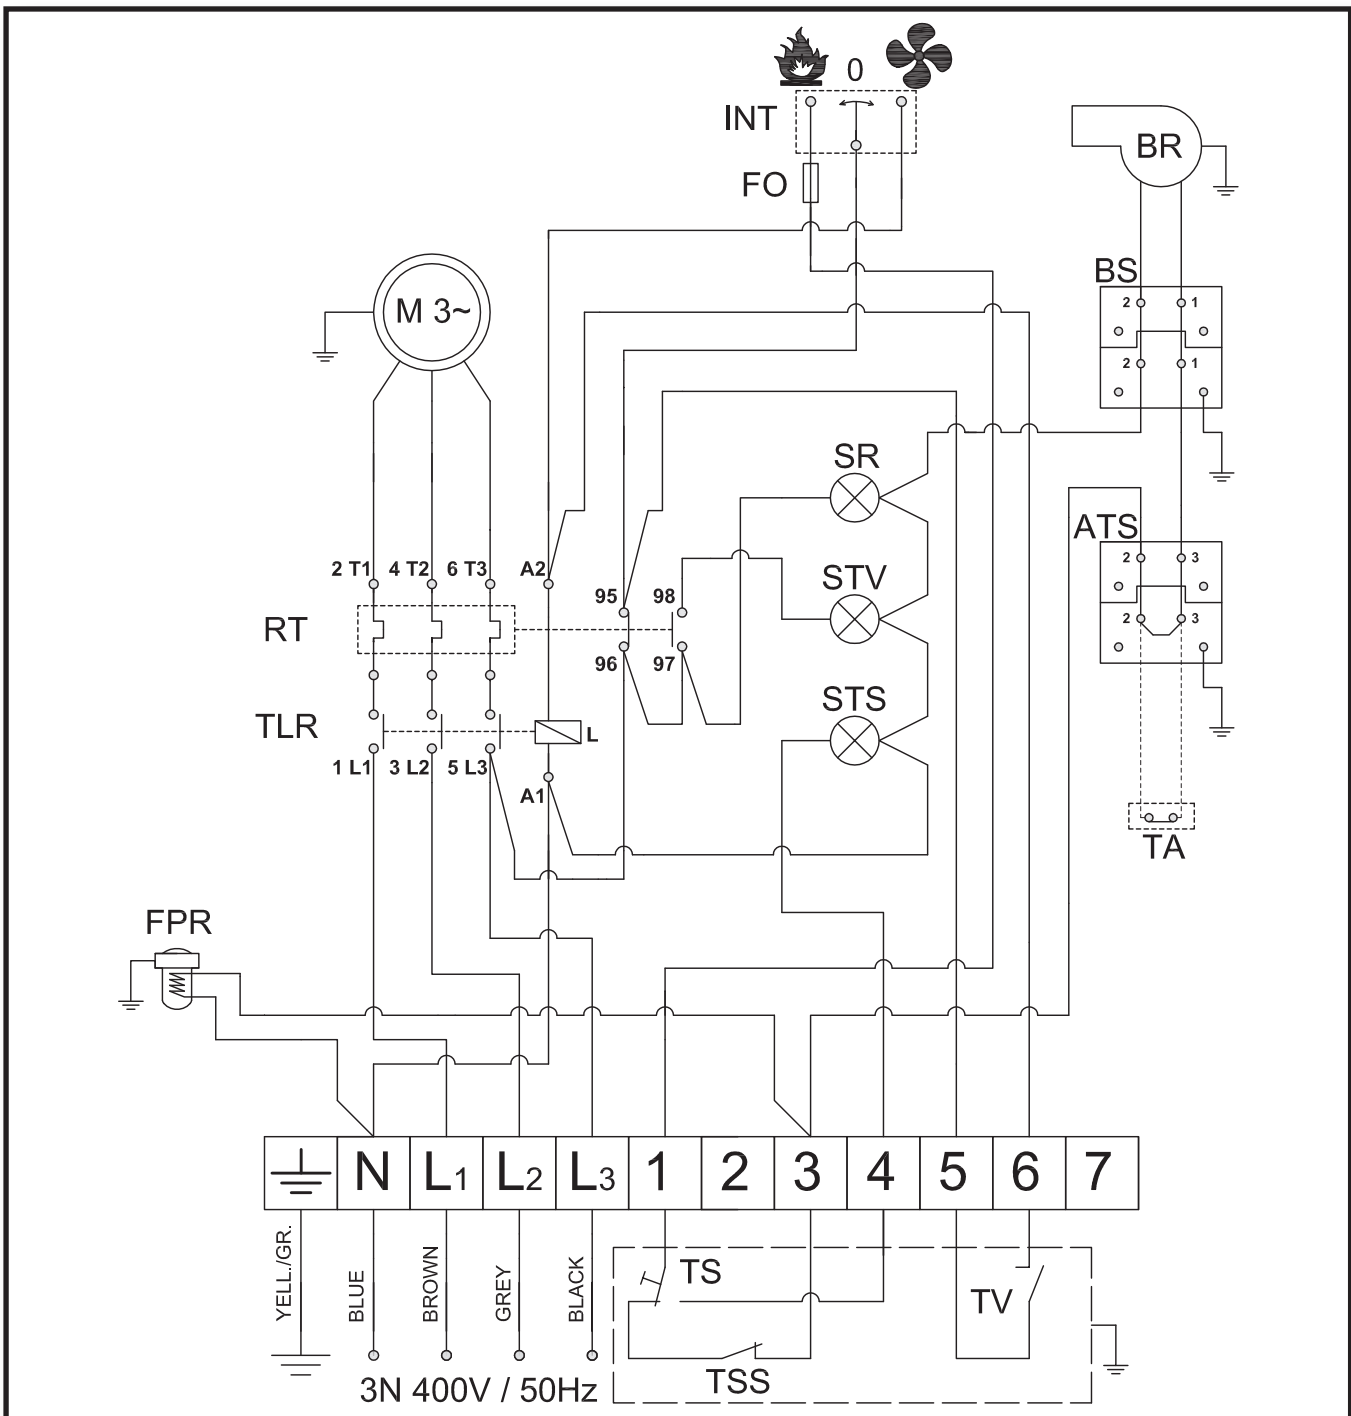 0
INT
FO
BR
BS
2 1
2 1
M 3~
SR
ATS
2 3
2 3
STV
2 T1 4 T2 6 T3 A2
95 98
RT
96 97
STS
TLR
L
1 L1 3 L2 5 L3
A1
TA
FPR
N L1 L2 L3 1 2 3 4 5 6 7
YELL./GR.
BLUE
BROWN
GREY
BLACK
TS
TV
TSS
3N 400V / 50Hz